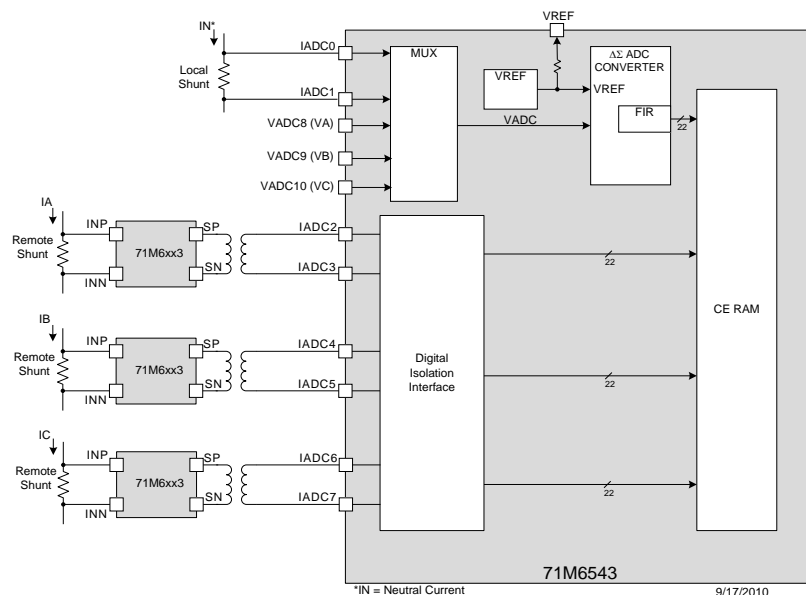 VREF
IN*
IADC0
Local
Shunt
IADC1
VADC8 (VA)
VADC9 (VB)
VADC10 (VC)
MUX
VREF
VREF
ΔΣ ADC
CONVERTER
FIR
VADC
22
IA
INP
SP
IADC2
Remote
Shunt
71M6xx3
INN
SN
IADC3
22
IB
INP
SP
IADC4
Remote
Shunt
71M6xx3
INN
SN
IADC5
22
IC
INP
SP
IADC6
Remote
Shunt
71M6xx3
INN
SN
IADC7
22
Digital
Isolation
Interface
CE RAM
71M6543
*IN = Neutral Current
9/17/2010